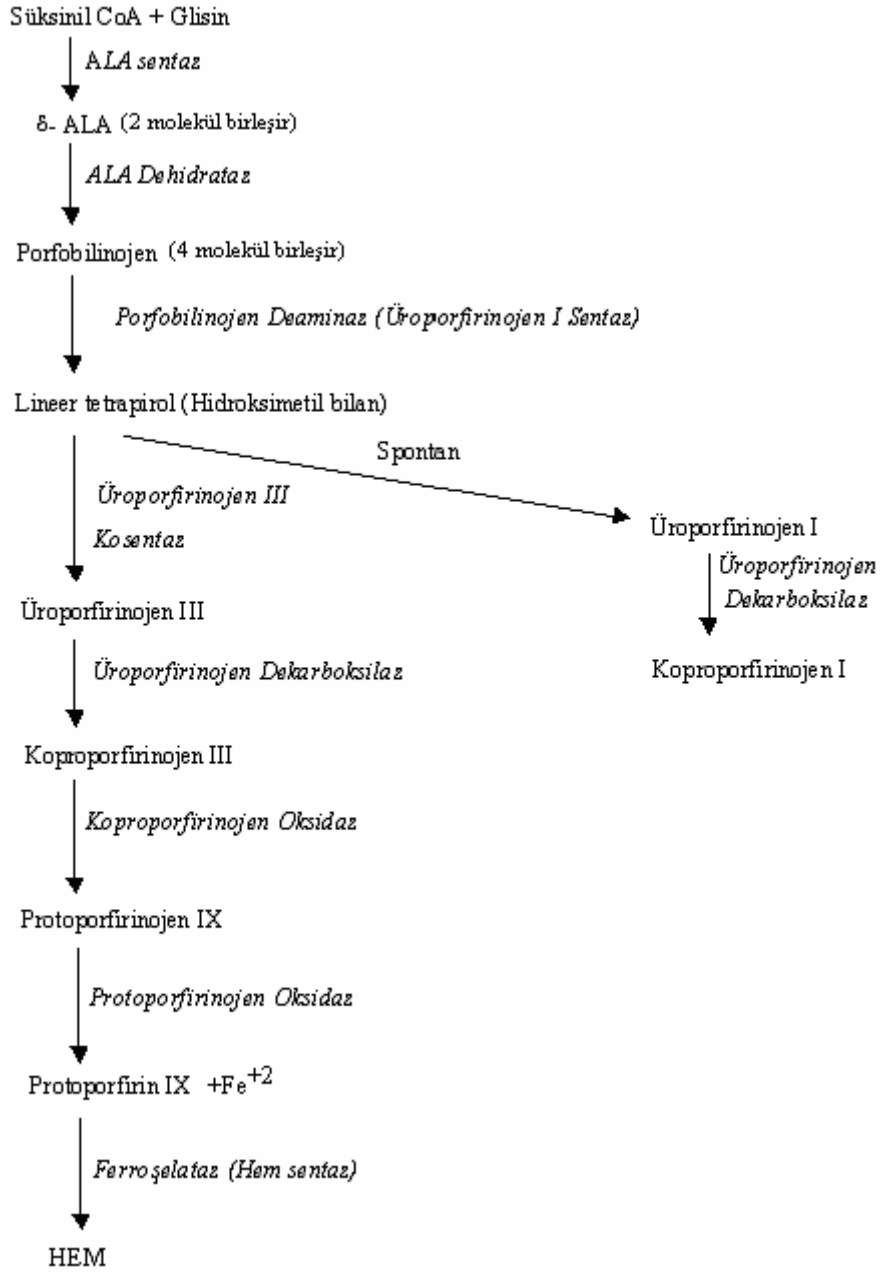 Süksinil CoA + Glisin
ALA sentaz
δ- ALA (2 molekül birleşir)
ALA Dehidrataz
Porfobilinojen (4 molekül birleşir)
Porfobilinojen Deaminaz (Üroporfirinojen I Sentaz)
Lineer tetrapirol (Hidroksimetil bilan)
Spontan
Üroporfirinojen III
Kosentaz
Üroporfirinojen I
Üroporfirinojen
Dekarboksilaz
Üroporfirinojen III
Üroporfirinojen Dekarboksilaz
Koproporfirinojen I
Koproporfirinojen III
Koproporfirinojen Oksidaz
Protoporfirinojen IX
Protoporfirinojen Oksidaz
Protoporfirin IX +Fe+2
Ferroşelataz (Hem sentaz)
HEM